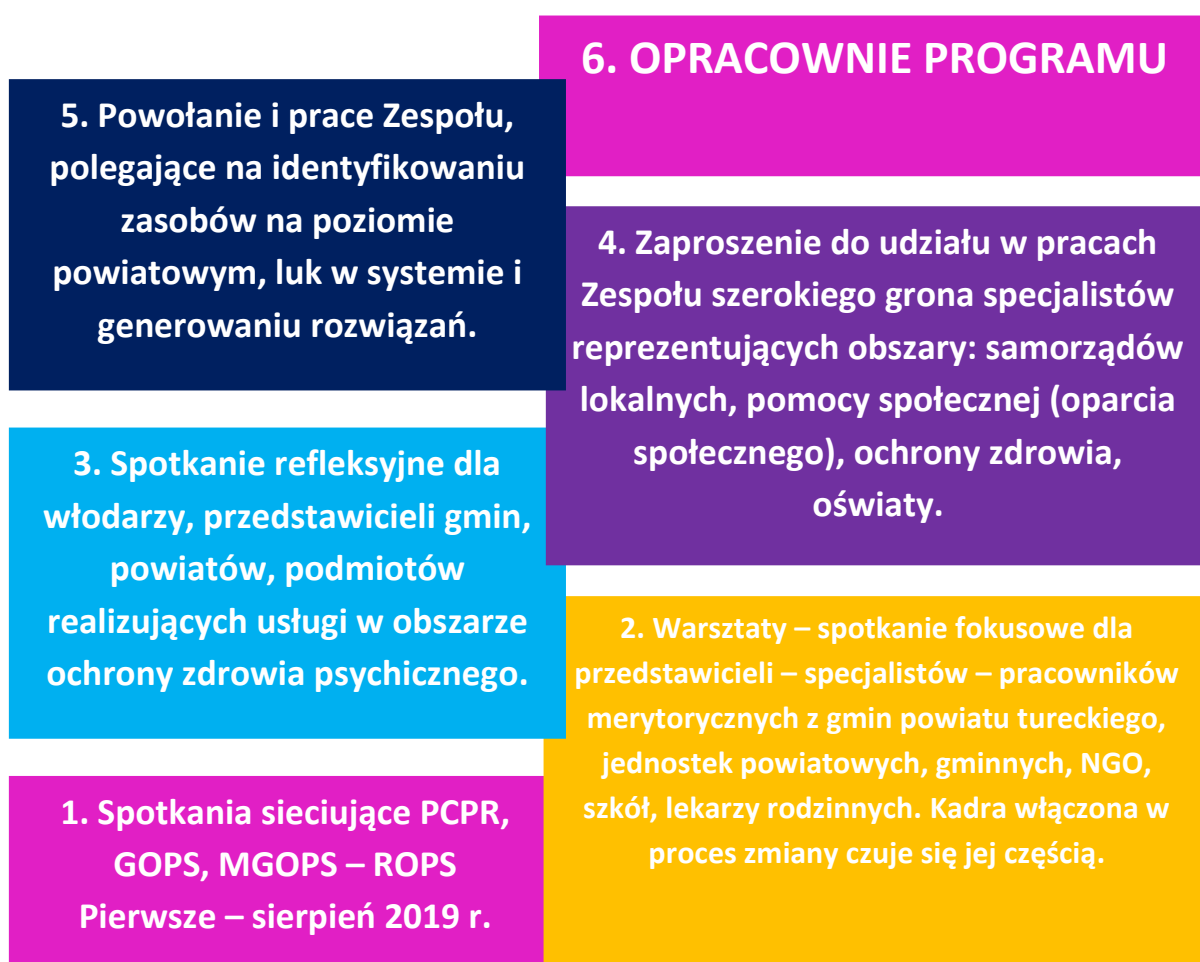 6. OPRACOWNIE PROGRAMU
5. Powołanie i prace Zespołu,
polegające na identyfikowaniu
zasobów na poziomie
powiatowym, luk w systemie i
generowaniu rozwiązań.
4. Zaproszenie do udziału w pracach
Zespołu szerokiego grona specjalistów
reprezentujących obszary: samorządów
lokalnych, pomocy społecznej (oparcia
społecznego), ochrony zdrowia,
oświaty.
3. Spotkanie refleksyjne dla
włodarzy, przedstawicieli gmin,
powiatów, podmiotów
realizujących usługi w obszarze
ochrony zdrowia psychicznego.
2. Warsztaty – spotkanie fokusowe dla
przedstawicieli – specjalistów – pracowników
merytorycznych z gmin powiatu tureckiego,
jednostek powiatowych, gminnych, NGO,
szkół, lekarzy rodzinnych. Kadra włączona w
proces zmiany czuje się jej częścią.
1. Spotkania sieciujące PCPR,
GOPS, MGOPS – ROPS
Pierwsze – sierpień 2019 r.